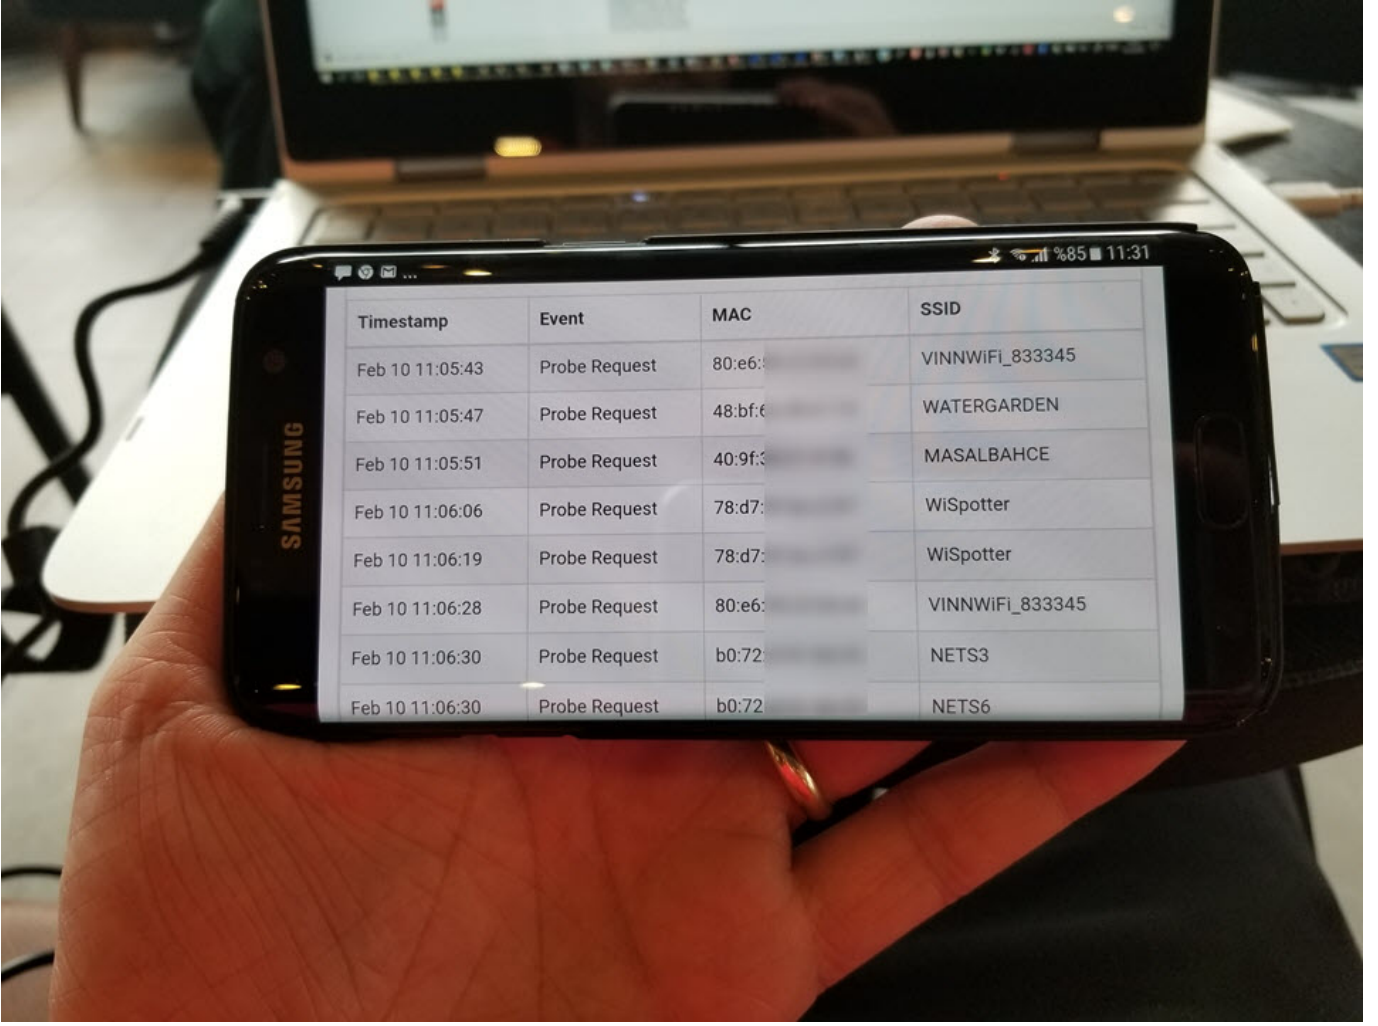 %85 11:31
...
Timestamp Event MAC SSID
Feb 10 11:05:43 Probe Request 80:e6: VINNWiFi_833345
Feb 10 11:05:47 Probe Request 48:bf:6 WATERGARDEN
Feb 10 11:05:51 Probe Request 40:9f:3 MASALBAHCE
Feb 10 11:06:06 Probe Request 78:d7: WiSpotter
Feb 10 11:06:19 Probe Request 78:d7: WiSpotter
Feb 10 11:06:28 Probe Request 80:e6: VINNWiFi_833345
Feb 10 11:06:30 Probe Request b0:72 NETS3
Feb 10 11:06:30 Probe Request b0:72 NETS6
SAMSUNG